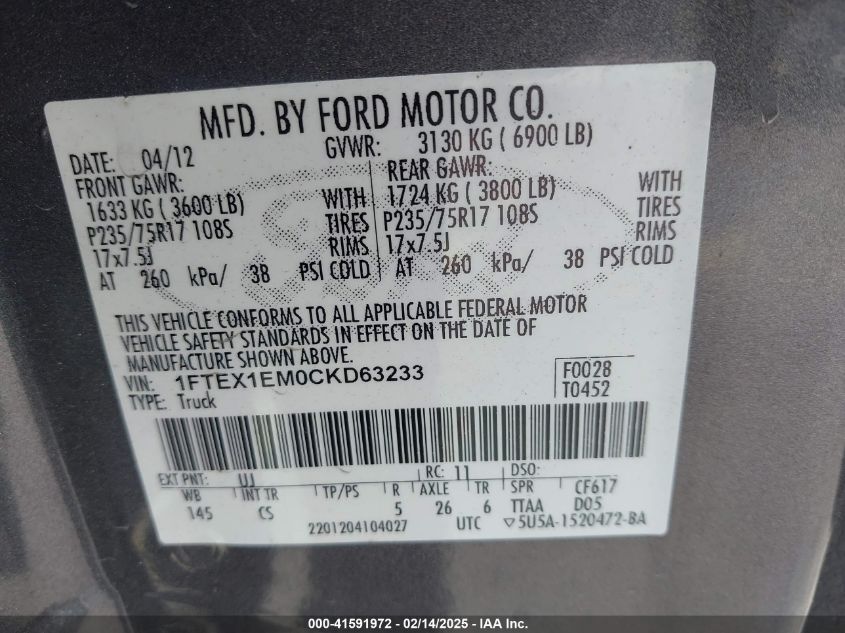 MFD. BY FORD MOTOR CO.
DATE: 04/12 GVWR: 3130 KG ( 6900 LB)
FRONT GAWR: REAR GAWR:
1633 KG ( 3600 LB) WITH 1724 KG ( 3800 LB) WITH
P235/75R17 108S TIRES P235/75R17 108S TIRES
17x7.5J RIMS 17x7.5J RIMS
AT 260 kPa/ 38 PSI COLD AT 260 kPa/ 38 PSI COLD
THIS VEHICLE CONFORMS TO ALL APPLICABLE FEDERAL MOTOR
VEHICLE SAFETY STANDARDS IN EFFECT ON THE DATE OF
MANUFACTURE SHOWN ABOVE.
VIN: 1FTEX1EM0CKD63233 F0028
TYPE: Truck T0452
EXT PNT: UJ RC: 11 DSO:
WB INT TR TP/PS R AXLE TR SPR CF617
145 CS 5 26 6 TTAA D05
2201204104027 UTC ▽5U5A-1520472-BA
000-41591972 - 02/14/2025 - IAA Inc.